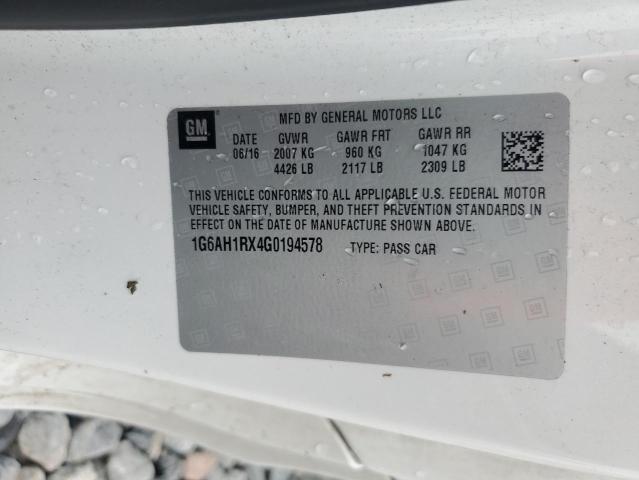 GM
MFD BY GENERAL MOTORS LLC
DATE GVWR GAWR FRT GAWR RR
06/16 2007 KG 960 KG 1047 KG
4426 LB 2117 LB 2309 LB
THIS VEHICLE CONFORMS TO ALL APPLICABLE U.S. FEDERAL MOTOR
VEHICLE SAFETY, BUMPER, AND THEFT PREVENTION STANDARDS IN
EFFECT ON THE DATE OF MANUFACTURE SHOWN ABOVE.
1G6AH1RX4G0194578 TYPE: PASS CAR